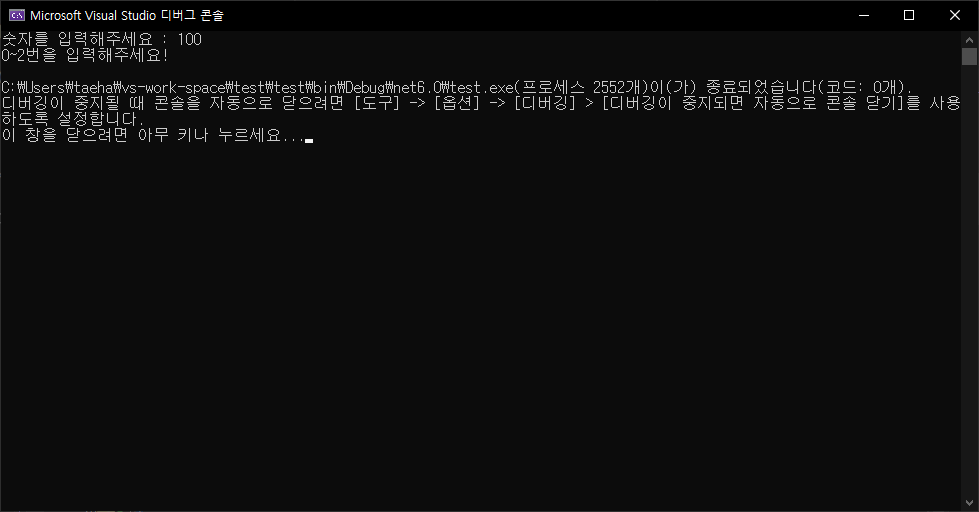 Microsoft Visual Studio 디버그 콘솔
숫자를 입력해주세요 : 100
0~2번을 입력해주세요!
C:₩Users₩taeha₩vs-work-space₩test₩test₩bin₩Debug₩net6.0₩test.exe(프로세스 2552개)이(가) 종료되었습니다(코드: 0개).
디버깅이 중지될 때 콘솔을 자동으로 닫으려면 [도구] -> [옵션] -> [디버깅] > [디버깅이 중지되면 자동으로 콘솔 닫기]를 사용
하도록 설정합니다.
이 창을 닫으려면 아무 키나 누르세요...